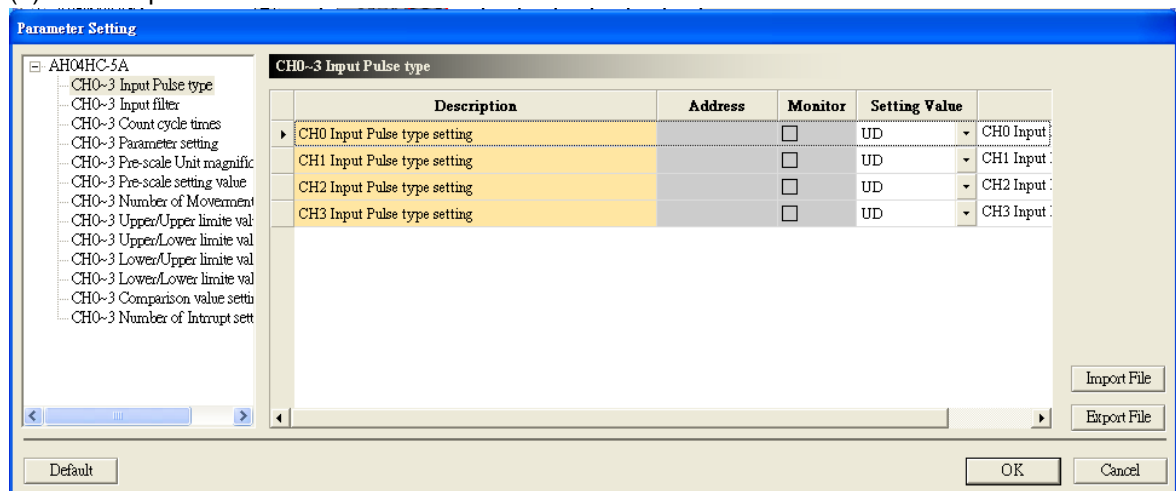 Parameter Setting
AH04HC-5A
CH0~3 Input Pulse type
CH0~3 Input filter
CH0~3 Count cycle times
CH0~3 Parameter setting
CH0~3 Pre-scale Unit magnific
CH0~3 Pre-scale setting value
CH0~3 Number of Moverment
CH0~3 Upper/Upper limite val
CH0~3 Upper/Lower limite val
CH0~3 Lower/Upper limite val
CH0~3 Lower/Lower limite val
CH0~3 Comparison value settin
CH0~3 Number of Intrrupt sett
CH0~3 Input Pulse type
Description Address Monitor Setting Value
CH0 Input Pulse type setting UD CH0 Input
CH1 Input Pulse type setting UD CH1 Input
CH2 Input Pulse type setting UD CH2 Input
CH3 Input Pulse type setting UD CH3 Input
Import File
Export File
Default OK Cancel